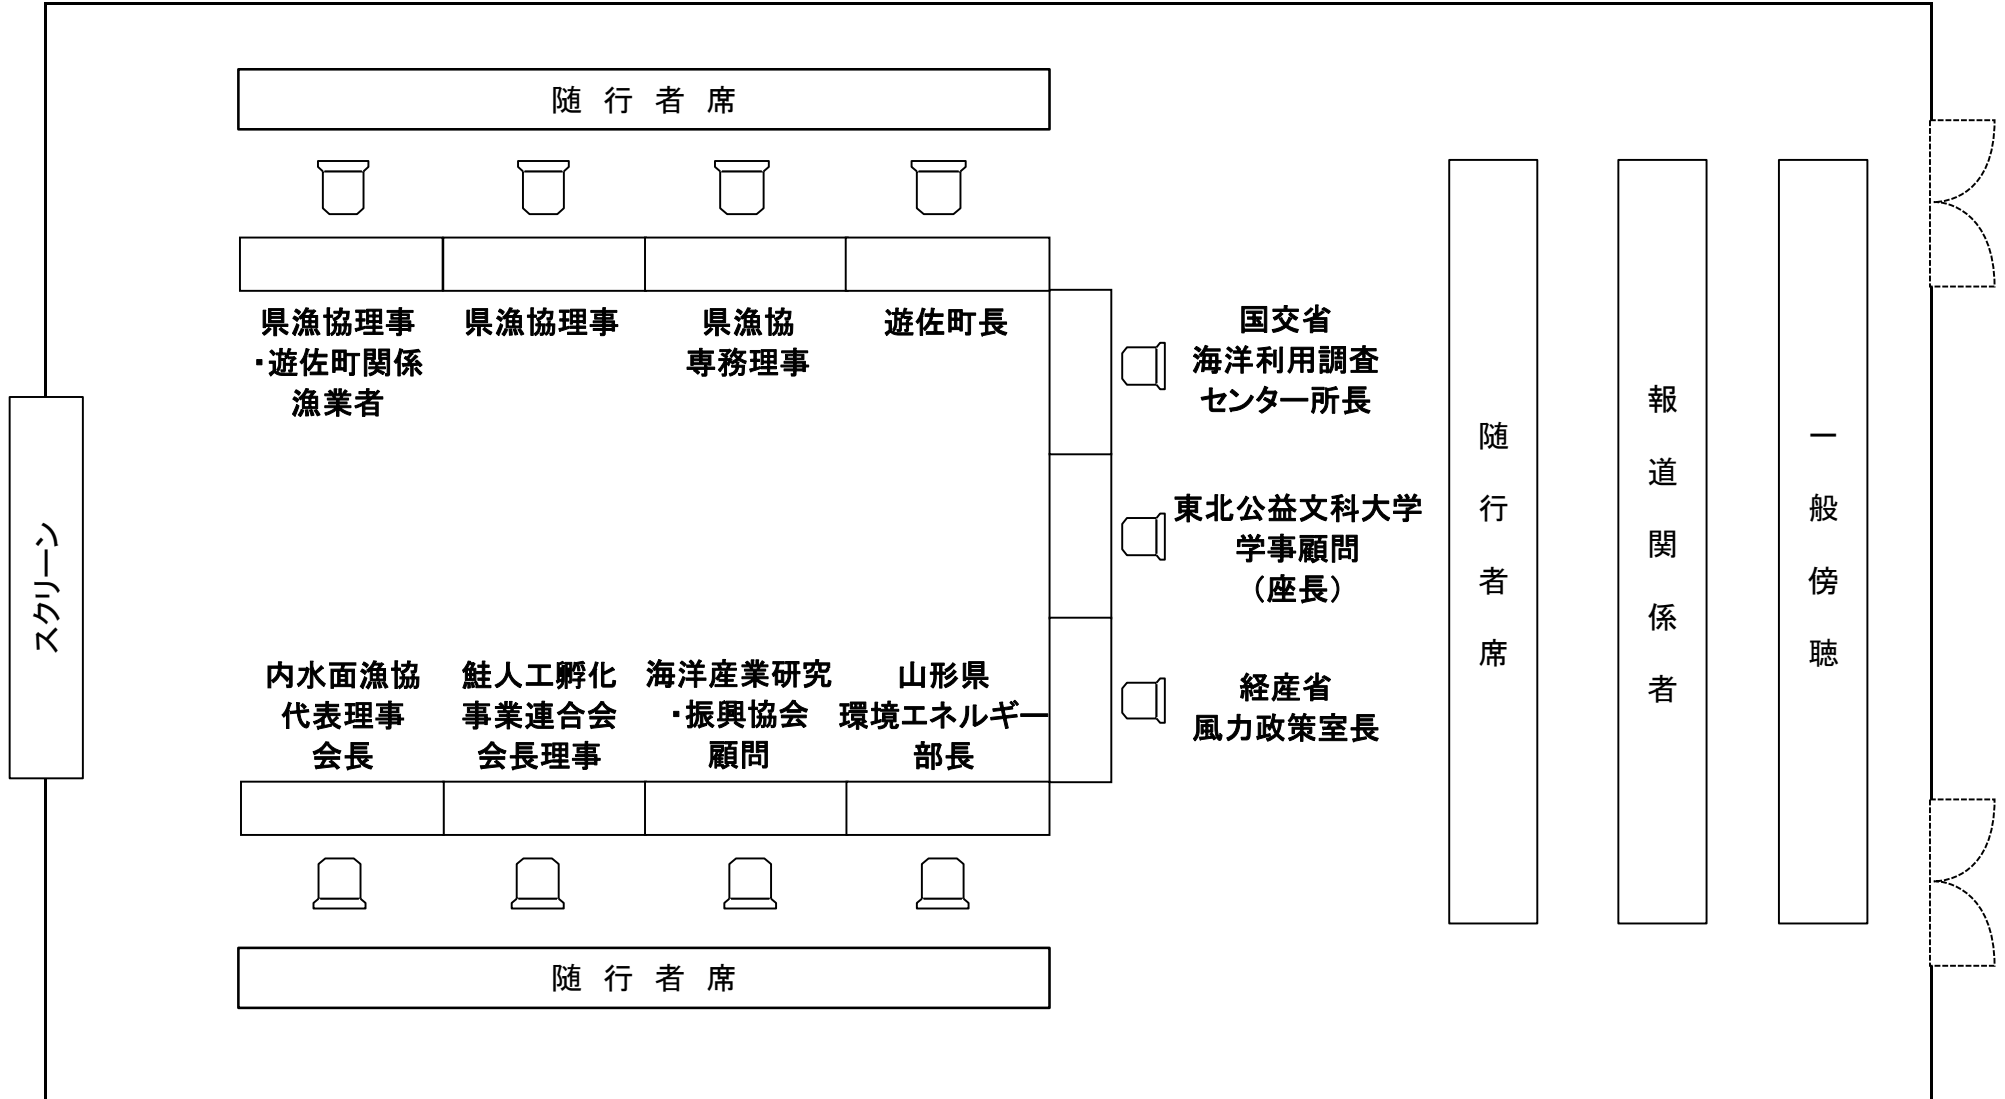 随行者席
県漁協理事
・遊佐町関係
漁業者
県漁協理事
県漁協
専務理事
遊佐町長
国交省
海洋利用調査
センター所長
東北公益文科大学
学事顧問
（座長）
経産省
風力政策室長
スクリーン
内水面漁協
代表理事
会長
鮭人工孵化
事業連合会
会長理事
海洋産業研究
・振興協会
顧問
山形県
環境エネルギー
部長
随行者席
随行者席
報道関係者
一般傍聴